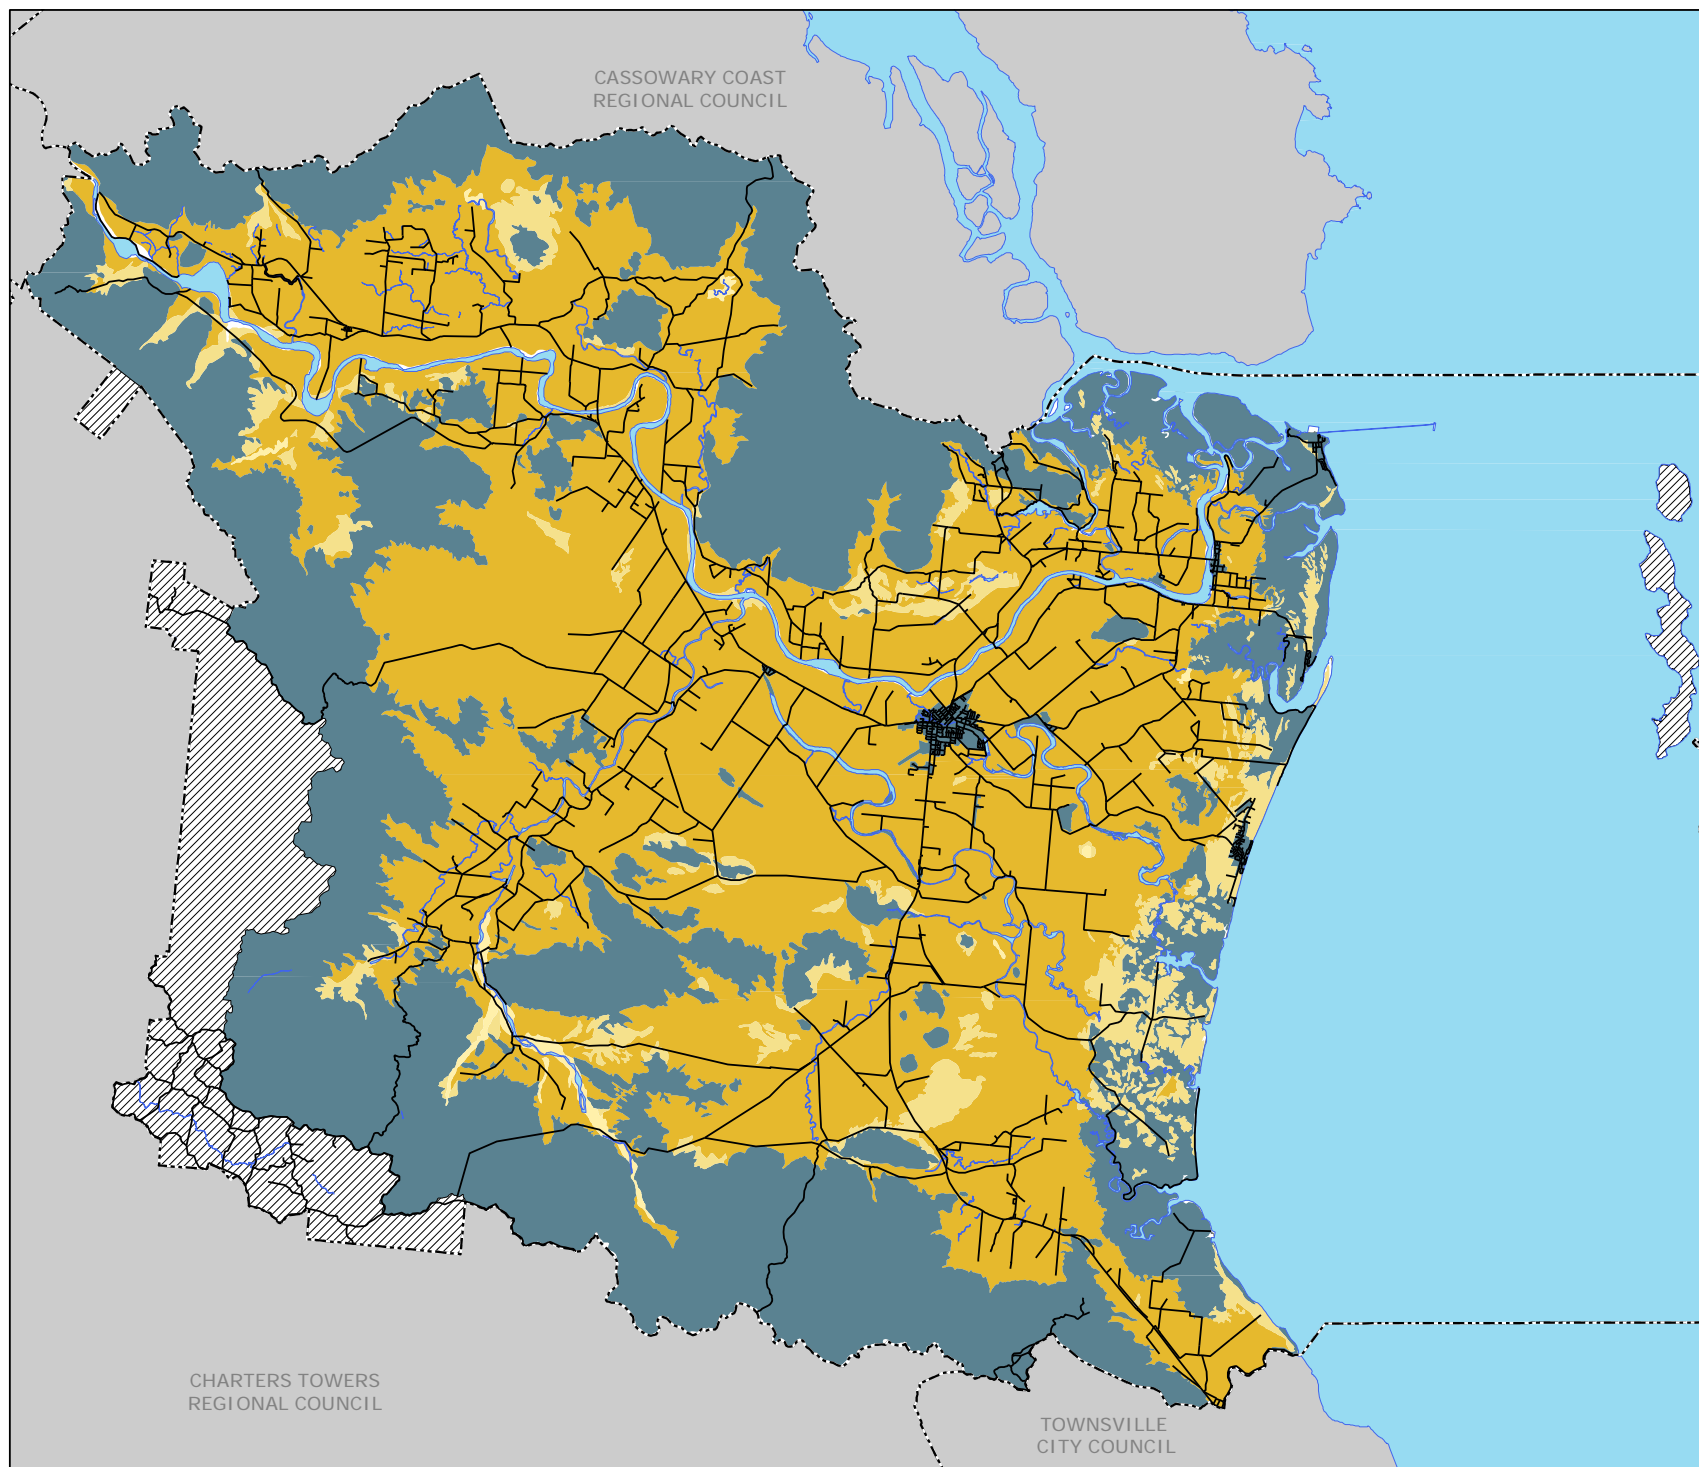 CASSOWARY COAST
REGIONAL COUNCIL
CHARTERS TOWERS
REGIONAL COUNCIL
TOWNSVILLE
CITY COUNCIL